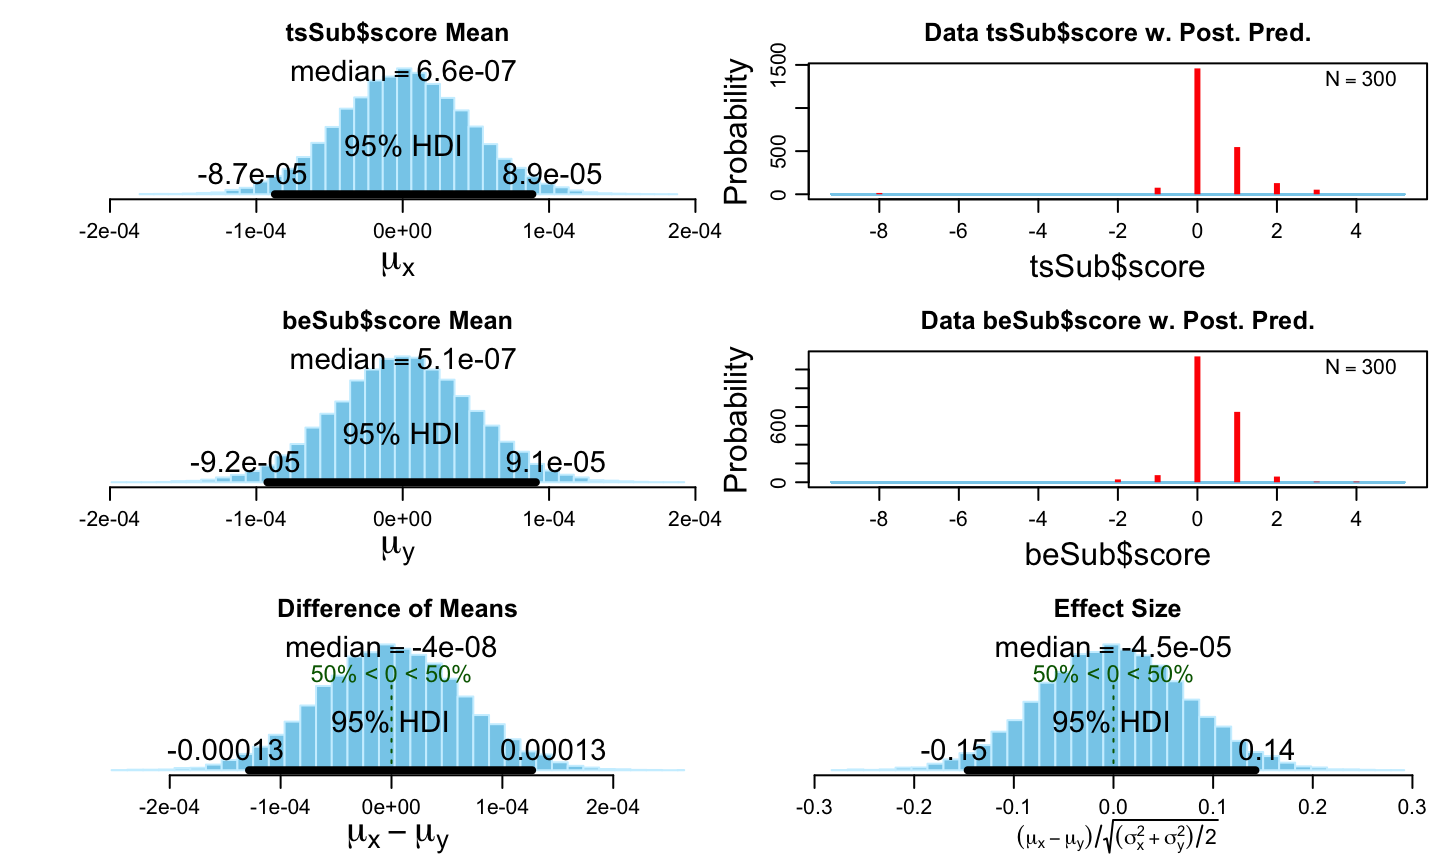 tsSub$score Mean
median = 6.6e-07
95% HDI
-8.7e-05 8.9e-05
-2e-04 -1e-04 0e+00 1e-04 2e-04
μx
Data tsSub$score w. Post. Pred.
N = 300
Probability
0 500 1500
-8 -6 -4 -2 0 2 4
tsSub$score
beSub$score Mean
median = 5.1e-07
95% HDI
-9.2e-05 9.1e-05
-2e-04 -1e-04 0e+00 1e-04 2e-04
μy
Data beSub$score w. Post. Pred.
N = 300
Probability
0 600
-8 -6 -4 -2 0 2 4
beSub$score
Difference of Means
median = -4e-08
50% < 0 < 50%
95% HDI
-0.00013 0.00013
-2e-04 -1e-04 0e+00 1e-04 2e-04
μx − μy
Effect Size
median = -4.5e-05
50% < 0 < 50%
95% HDI
-0.15 0.14
-0.3 -0.2 -0.1 0.0 0.1 0.2 0.3
(μx − μy)/√(σx² + σy²)/2